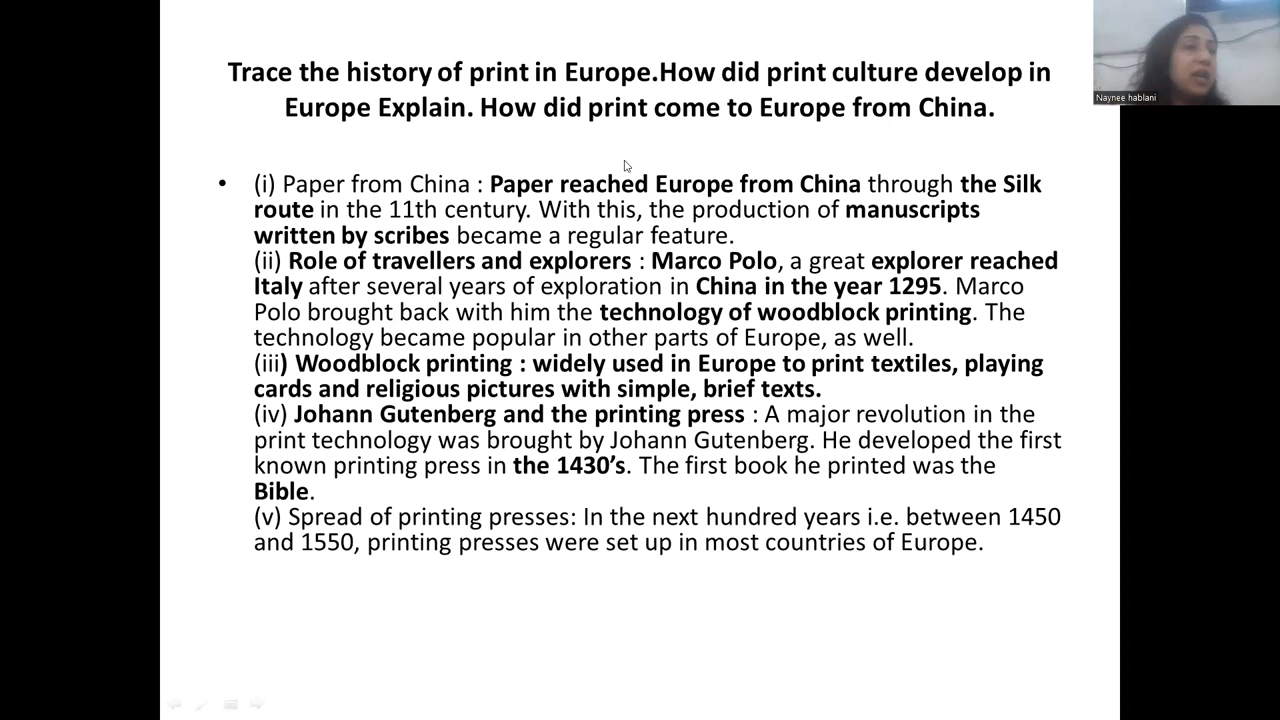 Trace the history of print in Europe.How did print culture develop in
Europe Explain. How did print come to Europe from China.
Naynee hablani
• (i) Paper from China : Paper reached Europe from China through the Silk
route in the 11th century. With this, the production of manuscripts
written by scribes became a regular feature.
(ii) Role of travellers and explorers : Marco Polo, a great explorer reached
Italy after several years of exploration in China in the year 1295. Marco
Polo brought back with him the technology of woodblock printing. The
technology became popular in other parts of Europe, as well.
(iii) Woodblock printing : widely used in Europe to print textiles, playing
cards and religious pictures with simple, brief texts.
(iv) Johann Gutenberg and the printing press : A major revolution in the
print technology was brought by Johann Gutenberg. He developed the first
known printing press in the 1430’s. The first book he printed was the
Bible.
(v) Spread of printing presses: In the next hundred years i.e. between 1450
and 1550, printing presses were set up in most countries of Europe.